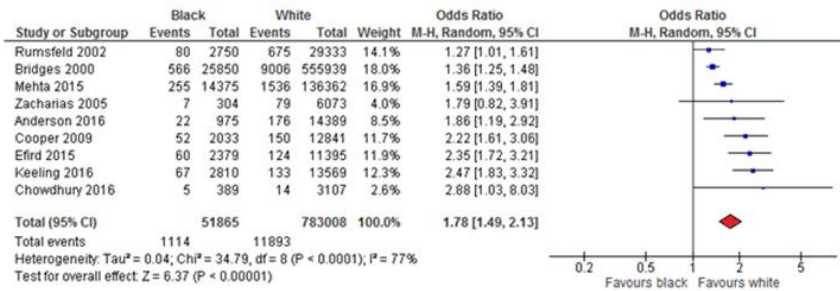 Black White Odds Ratio Odds Ratio
Study or Subgroup Events Total Events Total Weight M-H, Random, 95% CI M-H, Random, 95% CI
Rumsfeld 2002 80 2750 675 29333 14.1% 1.27 [1.01, 1.61]
Bridges 2000 566 25850 9006 555939 18.0% 1.36 [1.25, 1.48]
Mehta 2015 255 14375 1536 136362 16.9% 1.59 [1.39, 1.81]
Zacharias 2005 7 304 79 6073 4.0% 1.79 [0.82, 3.91]
Anderson 2016 22 975 176 14389 8.5% 1.86 [1.19, 2.92]
Cooper 2009 52 2033 150 12841 11.7% 2.22 [1.61, 3.06]
Efird 2015 60 2379 124 11395 11.9% 2.35 [1.72, 3.21]
Keeling 2016 67 2810 133 13569 12.4% 2.47 [1.83, 3.32]
Chowdhury 2016 5 389 14 3107 2.6% 2.88 [1.03, 8.03]
Total (95% CI) 51865 783008 100.0% 1.78 [1.49, 2.13]
Total events 1114 11893
Heterogeneity: Tau² = 0.04; Chi² = 34.79, df = 8 (P < 0.0001); I² = 77%
Test for overall effect: Z = 6.37 (P < 0.00001)
0.2 0.5 1 2 5
Favours black Favours white